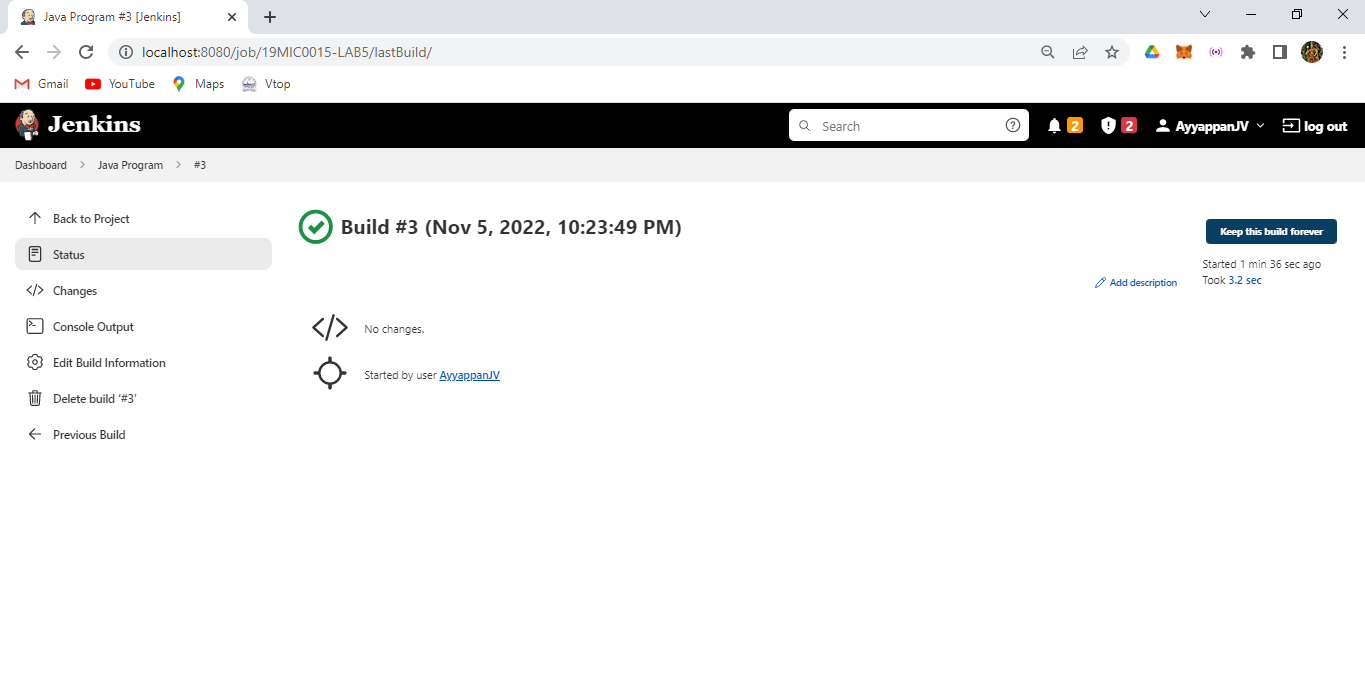 Java Program #3 [Jenkins]
localhost:8080/job/19MIC0015-LAB5/lastBuild/
Gmail YouTube Maps Vtop
Jenkins Search 2 2 AyyappanJV log out
Dashboard Java Program #3
Back to Project
Status
Changes
Console Output
Edit Build Information
Delete build ‘#3’
Previous Build
Build #3 (Nov 5, 2022, 10:23:49 PM)
Keep this build forever
Started 1 min 36 sec ago
Took 3.2 sec
Add description
No changes.
Started by user AyyappanJV